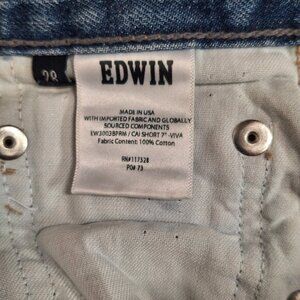 28
EDWIN
MADE IN USA
WITH IMPORTED FABRIC AND GLOBALLY
SOURCED COMPONENTS
EW3003BPRM / CAI SHORT 7" -VIVA
Fabric Content: 100% Cotton
RN#117328
PO# 73